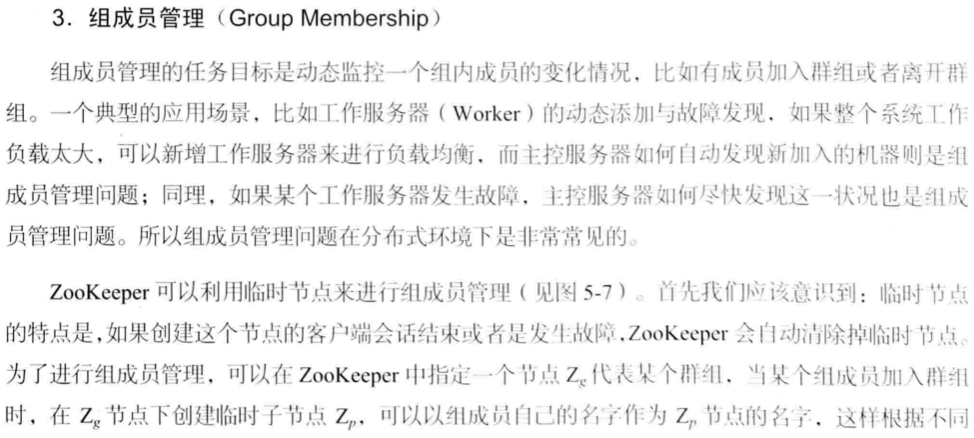 3．组成员管理（Group Membership）
组成员管理的任务目标是动态监控一个组内成员的变化情况，比如有成员加入群组或者离开群
组。一个典型的应用场景，比如工作服务器（Worker）的动态添加与故障发现，如果整个系统工作
负载太大，可以新增工作服务器来进行负载均衡，而主控服务器如何自动发现新加入的机器则是组
成员管理问题；同理，如果某个工作服务器发生故障，主控服务器如何尽快发现这一状况也是组成
员管理问题。所以组成员管理问题在分布式环境下是非常常见的。
ZooKeeper 可以利用临时节点来进行组成员管理（见图 5-7）。首先我们应该意识到：临时节点
的特点是，如果创建这个节点的客户端会话结束或者是发生故障，ZooKeeper 会自动清除掉临时节点。
为了进行组成员管理，可以在 ZooKeeper 中指定一个节点 Zg 代表某个群组，当某个组成员加入群组
时，在 Zg 节点下创建临时子节点 Zp，可以以组成员自己的名字作为 Zp 节点的名字，这样根据不同